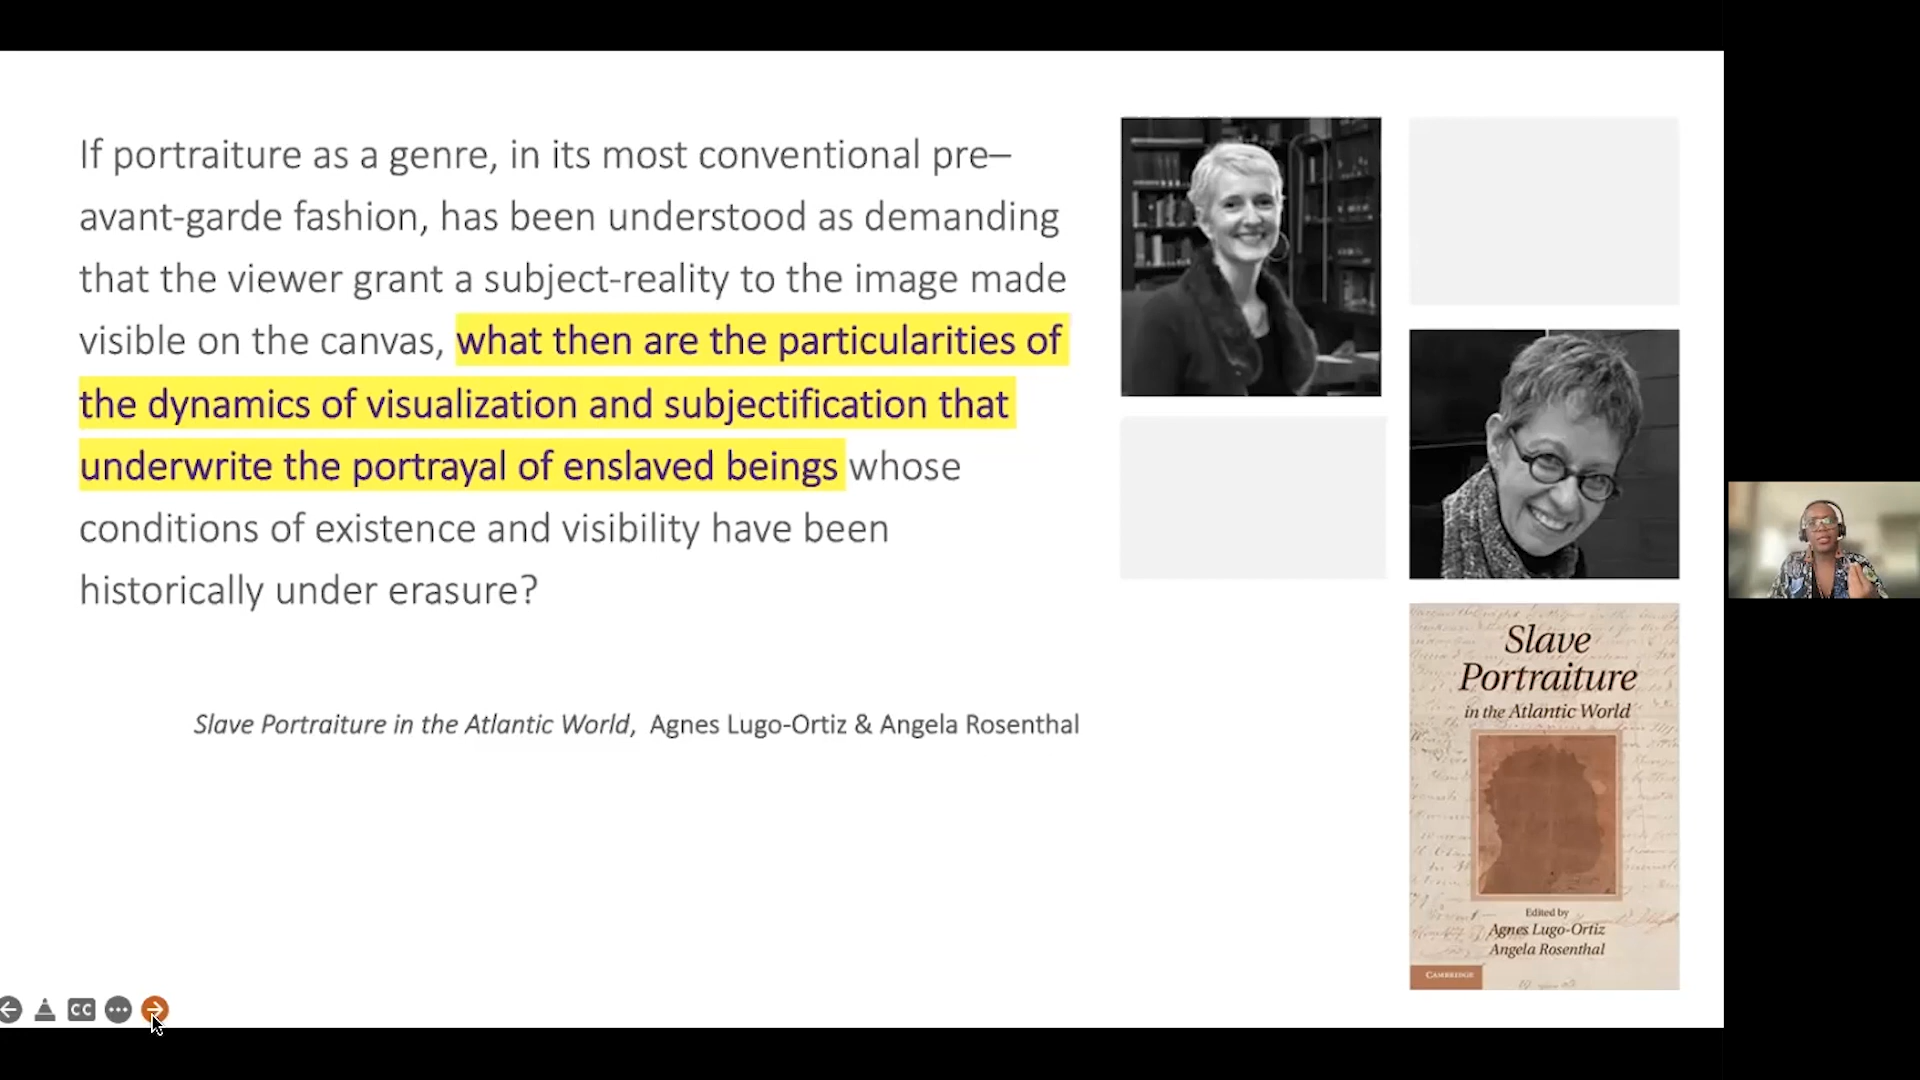 If portraiture as a genre, in its most conventional pre–
avant-garde fashion, has been understood as demanding
that the viewer grant a subject-reality to the image made
visible on the canvas, what then are the particularities of
the dynamics of visualization and subjectification that
underwrite the portrayal of enslaved beings whose
conditions of existence and visibility have been
historically under erasure?
Slave Portraiture in the Atlantic World, Agnes Lugo-Ortiz & Angela Rosenthal
Slave
Portraiture
in the Atlantic World
Edited by
Agnes Lugo-Ortiz
Angela Rosenthal
CAMBRIDGE
CC